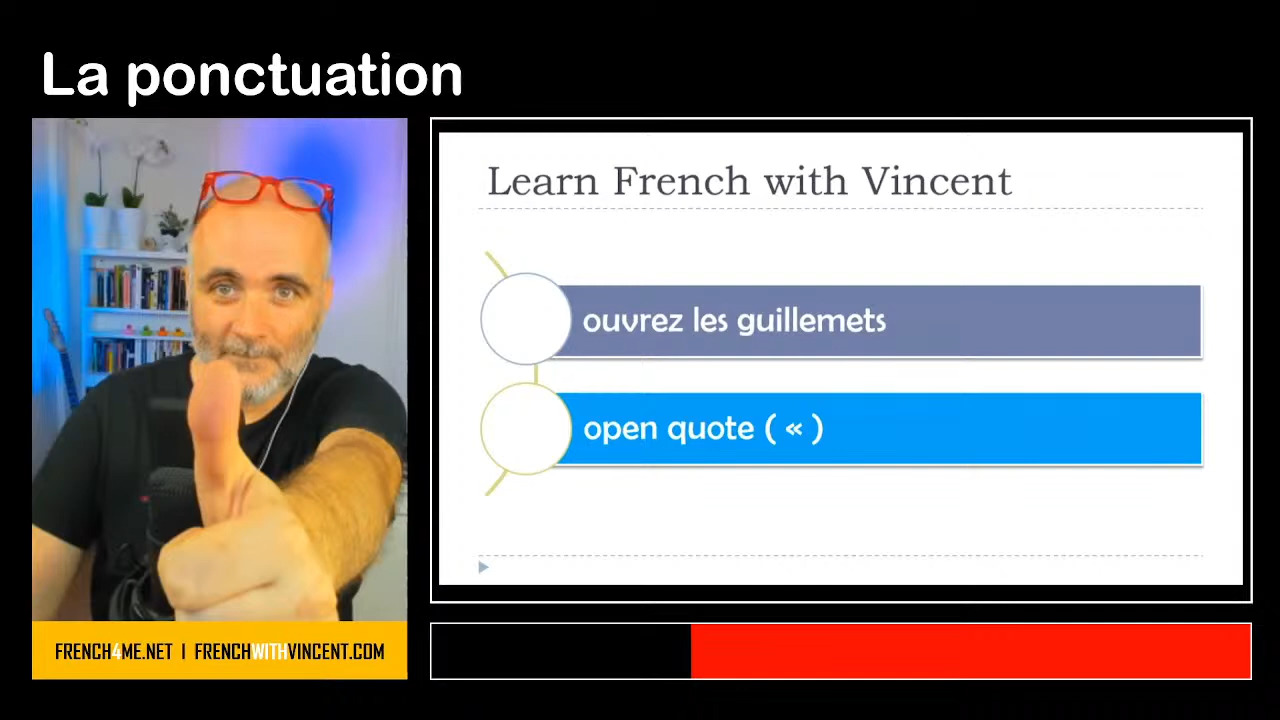 La ponctuation
Learn French with Vincent
ouvrez les guillemets
open quote ( « )
FRENCH4ME.NET I FRENCHWITHVINCENT.COM